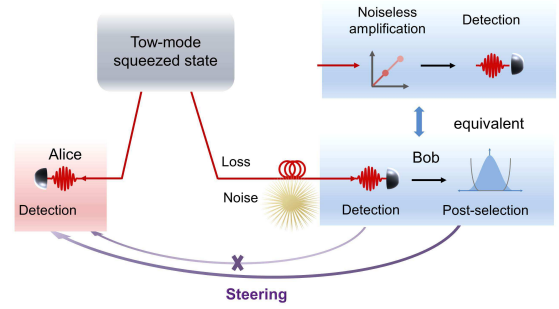 Noiseless
amplification
Detection
Tow-mode
squeezed state
equivalent
Alice
Loss
Bob
Noise
Detection
Detection
Post-selection
Steering